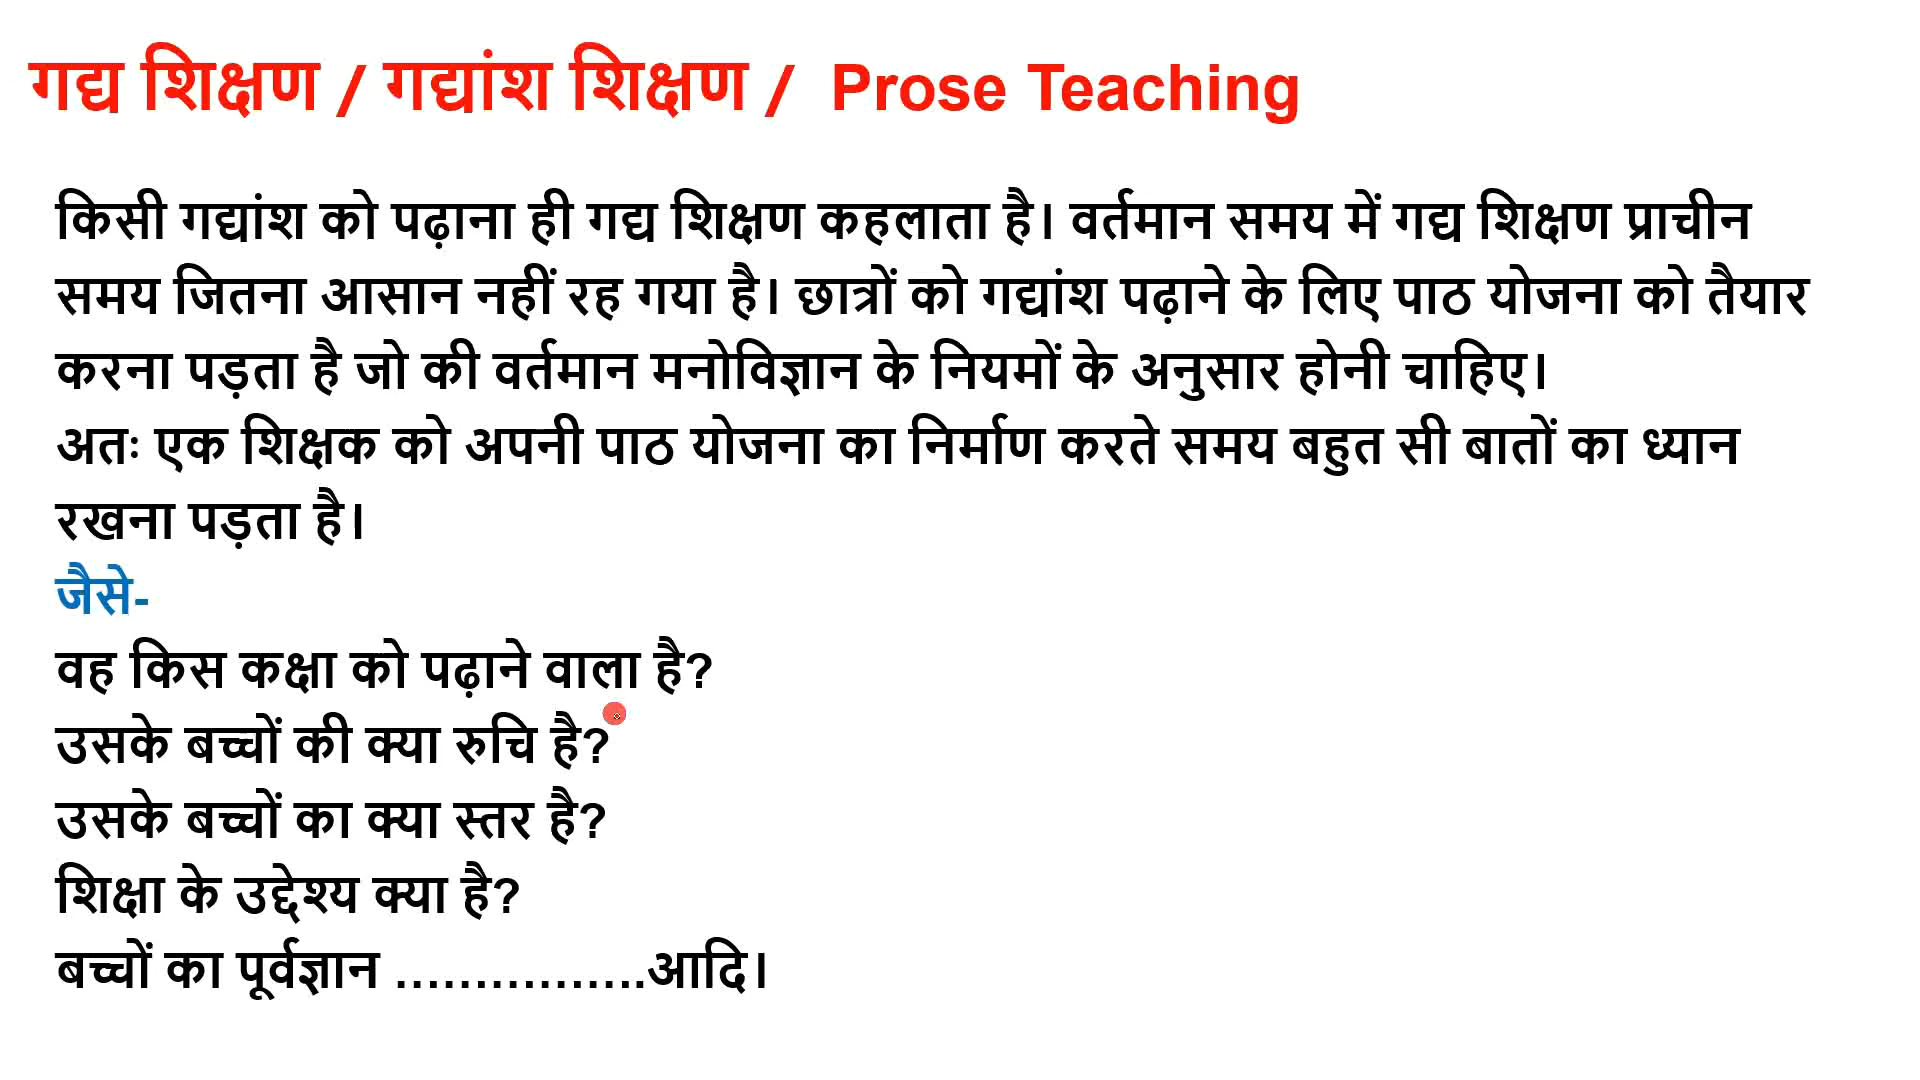 गद्य शिक्षण / गद्यांश शिक्षण / Prose Teaching
किसी गद्यांश को पढ़ाना ही गद्य शिक्षण कहलाता है। वर्तमान समय में गद्य शिक्षण प्राचीन
समय जितना आसान नहीं रह गया है। छात्रों को गद्यांश पढ़ाने के लिए पाठ योजना को तैयार
करना पड़ता है जो की वर्तमान मनोविज्ञान के नियमों के अनुसार होनी चाहिए।
अतः एक शिक्षक को अपनी पाठ योजना का निर्माण करते समय बहुत सी बातों का ध्यान
रखना पड़ता है।
जैसे-
वह किस कक्षा को पढ़ाने वाला है?
उसके बच्चों की क्या रुचि है?
उसके बच्चों का क्या स्तर है?
शिक्षा के उद्देश्य क्या है?
बच्चों का पूर्वज्ञान ................आदि।